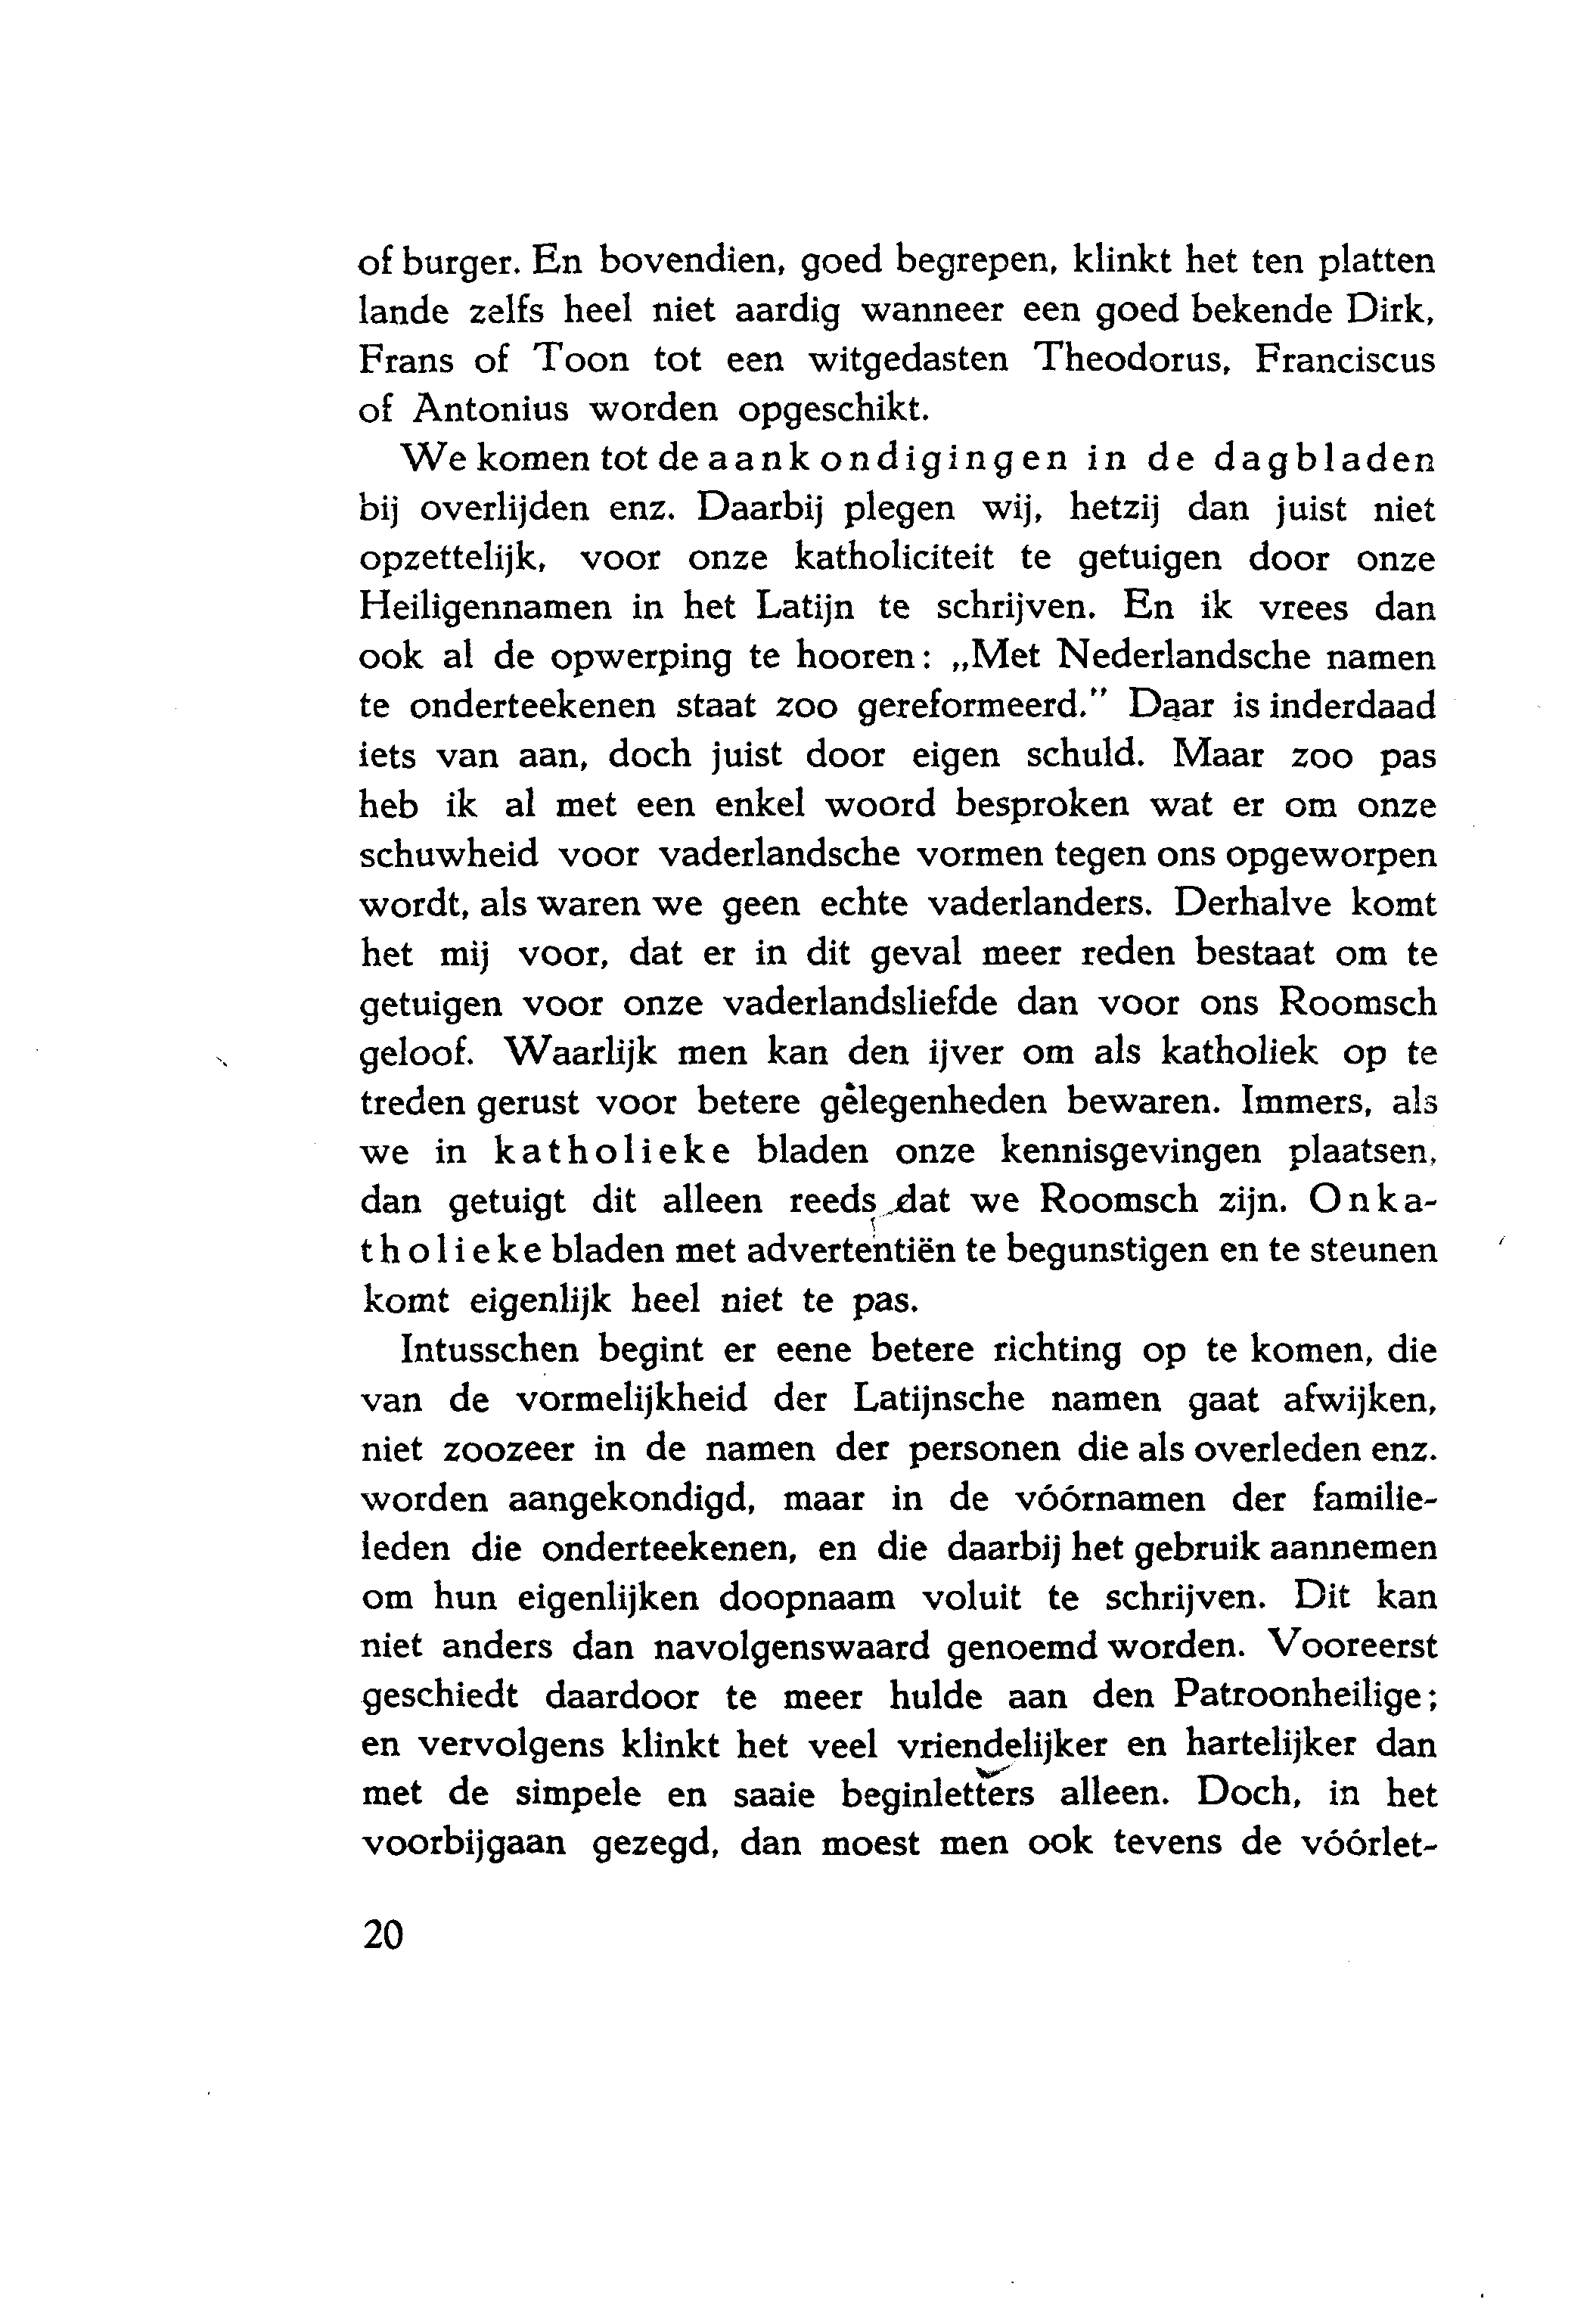 of burger. En bovendien, goed begrepen, klinkt het ten platten
lande zelfs heel niet aardig wanneer een goed bekende Dirk,
Frans of Toon tot een witgedasten Theodorus, Franciscus
of Antonius worden opgeschikt.
We komen tot de aankondigingen in de dagbladen
bij overlijden enz. Daarbij plegen wij, hetzij dan juist niet
opzettelijk, voor onze katholiciteit te getuigen door onze
Heiligennamen in het Latijn te schrijven. En ik vrees dan
ook al de opwerping te hooren: „Met Nederlandsche namen
te onderteekenen staat zoo gereformeerd." Daar is inderdaad
iets van aan, doch juist door eigen schuld. Maar zoo pas
heb ik al met een enkel woord besproken wat er om onze
schuwheid voor vaderlandsche vormen tegen ons opgeworpen
wordt, als waren we geen echte vaderlanders. Derhalve komt
het mij voor, dat er in dit geval meer reden bestaat om te
getuigen voor onze vaderlandsliefde dan voor ons Roomsch
geloof. Waarlijk men kan den ijver om als katholiek op te
treden gerust voor betere gelegenheden bewaren. Immers, als
we in katholieke bladen onze kennisgevingen plaatsen,
dan getuigt dit alleen reeds dat we Roomsch zijn. Onka-
tholieke bladen met advertentiën te begunstigen en te steunen
komt eigenlijk heel niet te pas.
Intusschen begint er eene betere richting op te komen, die
van de vormelijkheid der Latijnsche namen gaat afwijken,
niet zoozeer in de namen der personen die als overleden enz.
worden aangekondigd, maar in de vóórnamen der familie-
leden die onderteekenen, en die daarbij het gebruik aannemen
om hun eigenlijken doopnaam voluit te schrijven. Dit kan
niet anders dan navolgenswaard genoemd worden. Vooreerst
geschiedt daardoor te meer hulde aan den Patroonheilige;
en vervolgens klinkt het veel vriendelijker en hartelijker dan
met de simpele en saaie beginletters alleen. Doch, in het
voorbijgaan gezegd, dan moest men ook tevens de vóórlet-
20